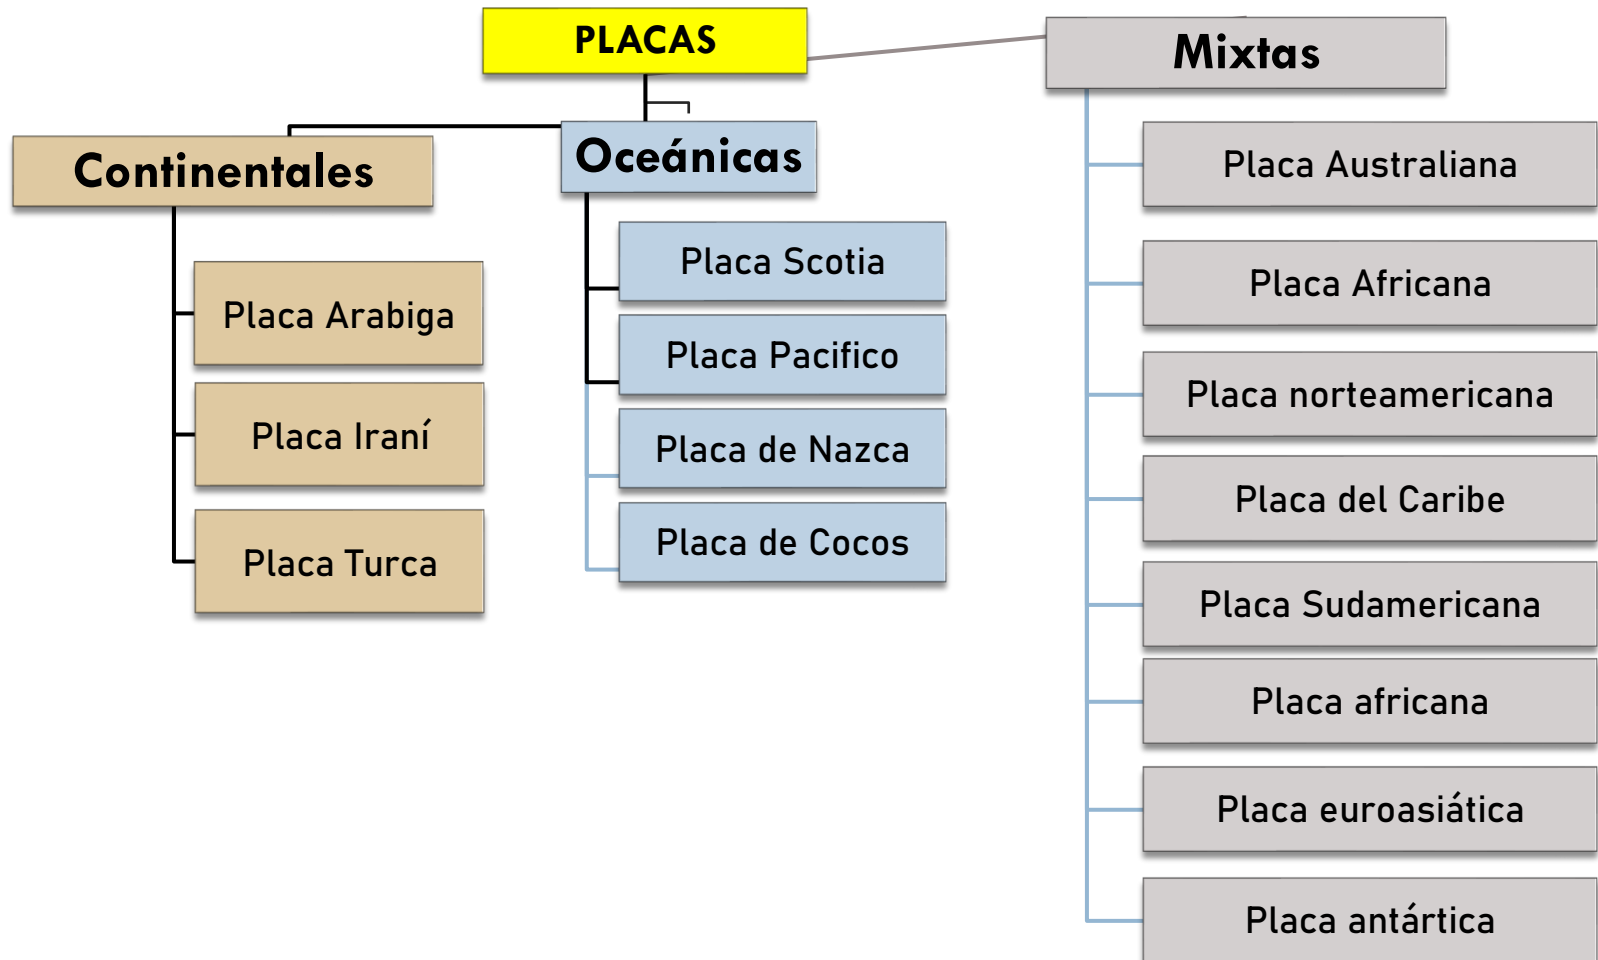 PLACAS
Continentales
Placa Arabiga
Placa Iraní
Placa Turca
Oceánicas
Placa Scotia
Placa Pacifico
Placa de Nazca
Placa de Cocos
Mixtas
Placa Australiana
Placa Africana
Placa norteamericana
Placa del Caribe
Placa Sudamericana
Placa africana
Placa euroasiática
Placa antártica